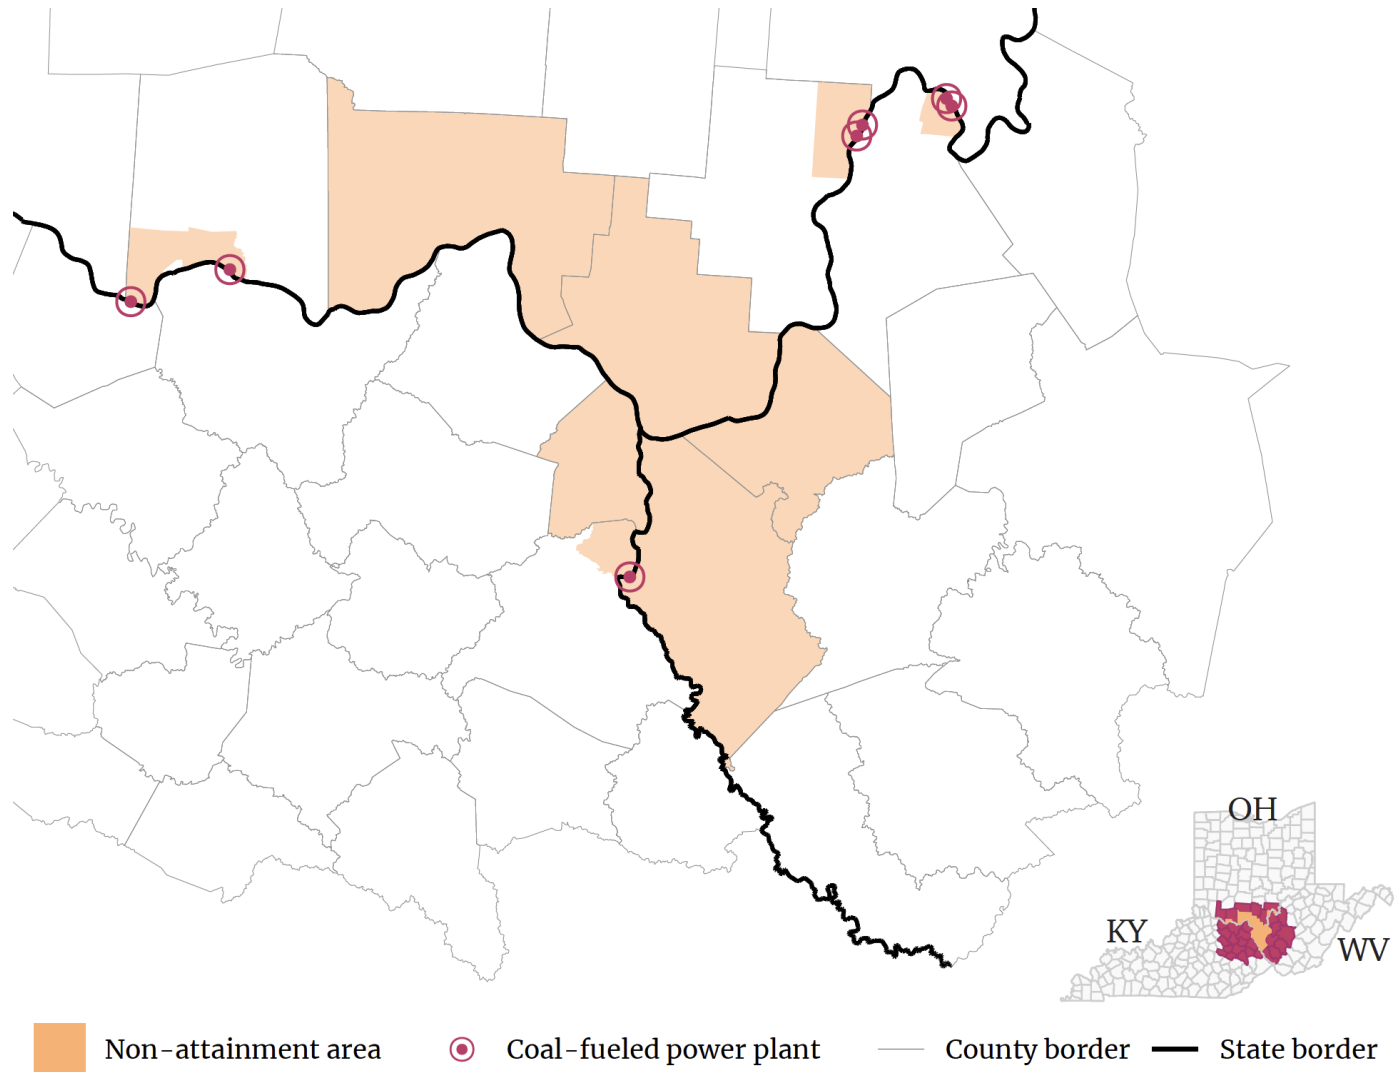 OH
KY
WV
Non-attainment area
Coal-fueled power plant
County border
State border